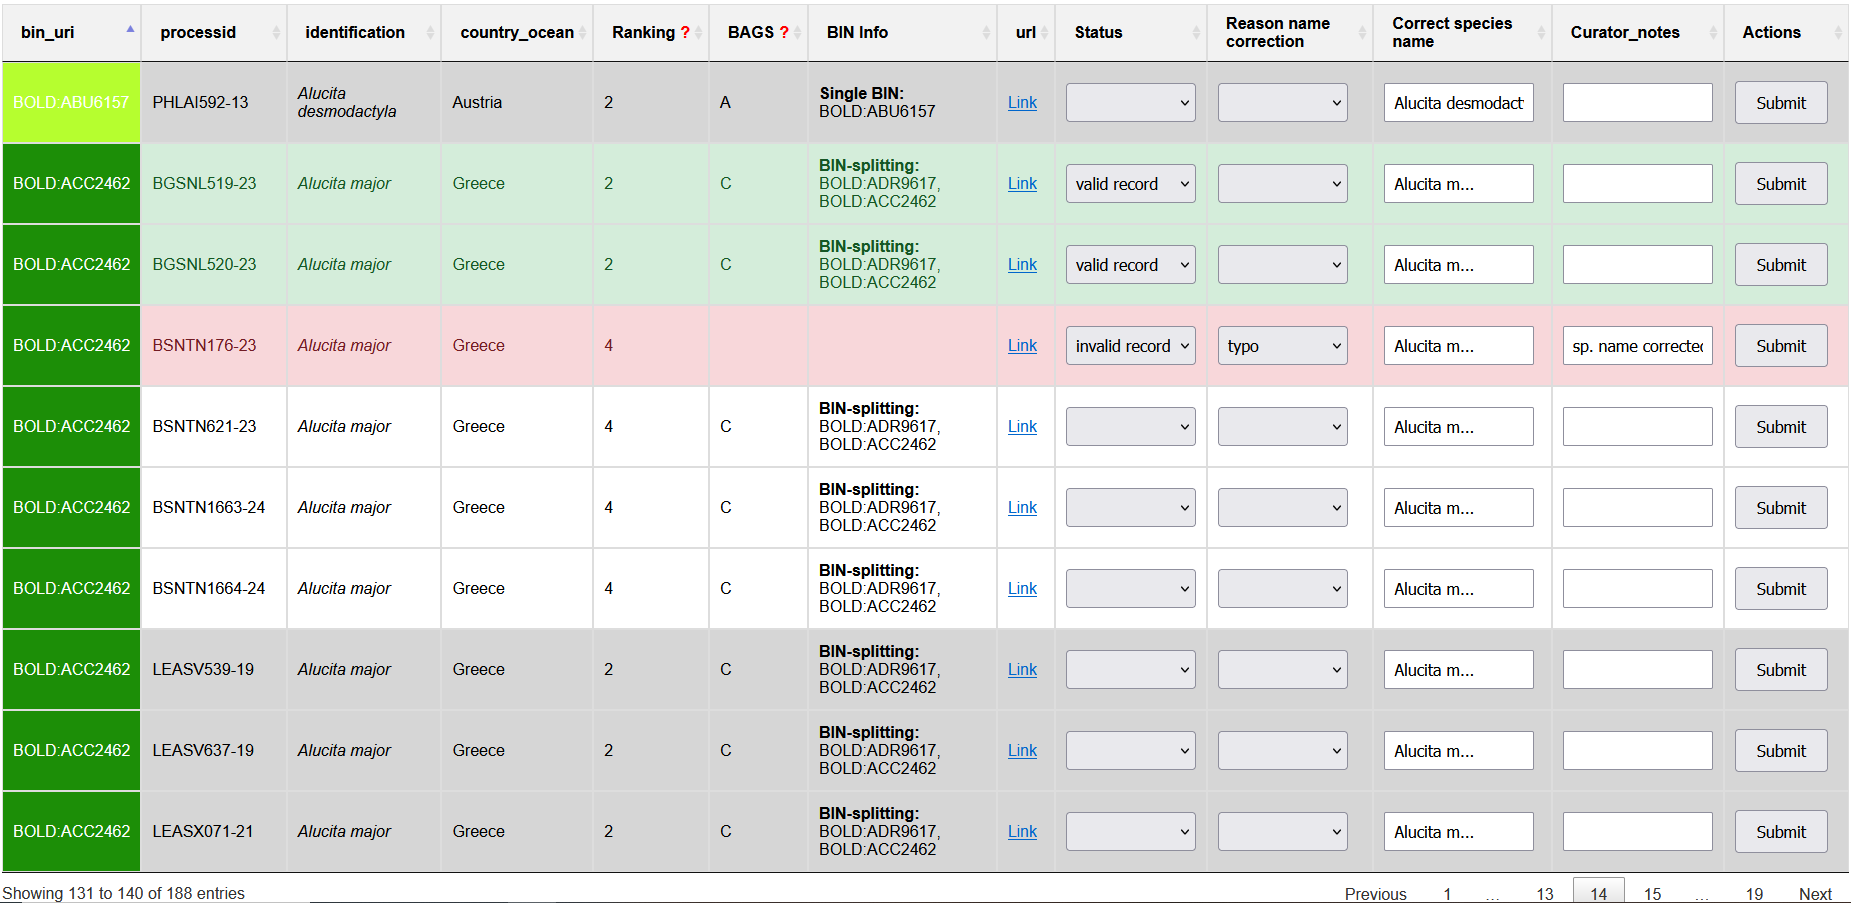 bin_uri processid identification country_ocean Ranking ? BAGS ? BIN Info url Status Reason name correction Correct species name Curator_notes Actions
BOLD:ABU6157 PHLAI592-13 Alucita desmodactyla Austria 2 A Single BIN: BOLD:ABU6157 Link Alucita desmodact Submit
BOLD:ACC2462 BGSNL519-23 Alucita major Greece 2 C BIN-splitting: BOLD:ADR9617, BOLD:ACC2462 Link valid record Alucita m... Submit
BOLD:ACC2462 BGSNL520-23 Alucita major Greece 2 C BIN-splitting: BOLD:ADR9617, BOLD:ACC2462 Link valid record Alucita m... Submit
BOLD:ACC2462 BSNTN176-23 Alucita major Greece 4 Link invalid record typo Alucita m... sp. name corrected Submit
BOLD:ACC2462 BSNTN621-23 Alucita major Greece 4 C BIN-splitting: BOLD:ADR9617, BOLD:ACC2462 Link Alucita m... Submit
BOLD:ACC2462 BSNTN1663-24 Alucita major Greece 4 C BIN-splitting: BOLD:ADR9617, BOLD:ACC2462 Link Alucita m... Submit
BOLD:ACC2462 BSNTN1664-24 Alucita major Greece 4 C BIN-splitting: BOLD:ADR9617, BOLD:ACC2462 Link Alucita m... Submit
BOLD:ACC2462 LEASV539-19 Alucita major Greece 2 C BIN-splitting: BOLD:ADR9617, BOLD:ACC2462 Link Alucita m... Submit
BOLD:ACC2462 LEASV637-19 Alucita major Greece 2 C BIN-splitting: BOLD:ADR9617, BOLD:ACC2462 Link Alucita m... Submit
BOLD:ACC2462 LEASX071-21 Alucita major Greece 2 C BIN-splitting: BOLD:ADR9617, BOLD:ACC2462 Link Alucita m... Submit
Showing 131 to 140 of 188 entries Previous 1 ... 13 14 15 ... 19 Next